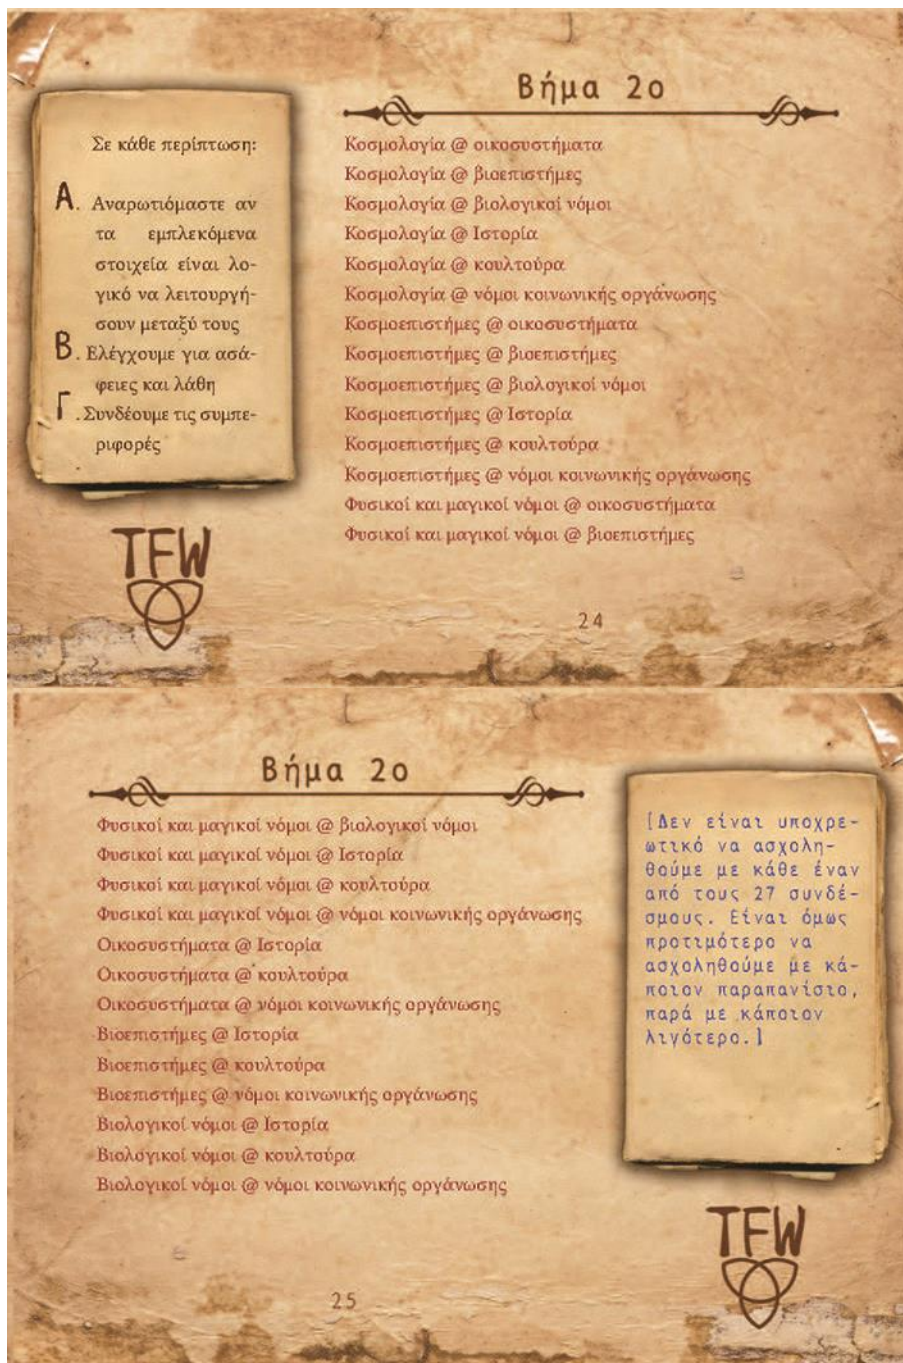 Βήμα 2ο
Σε κάθε περίπτωση:
Α. Αναρωτιόμαστε αν
τα εμπλεκόμενα
στοιχεία είναι λο-
γικό να λειτουργή-
σουν μεταξύ τους
Β. Ελέγχουμε για ασά-
φειες και λάθη
Γ. Συνδέουμε τις συμπε-
ριφορές
Κοσμολογία @ οικοσυστήματα
Κοσμολογία @ βιοεπιστήμες
Κοσμολογία @ βιολογικοί νόμοι
Κοσμολογία @ Ιστορία
Κοσμολογία @ κουλτούρα
Κοσμολογία @ νόμοι κοινωνικής οργάνωσης
Κοσμοεπιστήμες @ οικοσυστήματα
Κοσμοεπιστήμες @ βιοεπιστήμες
Κοσμοεπιστήμες @ βιολογικοί νόμοι
Κοσμοεπιστήμες @ Ιστορία
Κοσμοεπιστήμες @ κουλτούρα
Κοσμοεπιστήμες @ νόμοι κοινωνικής οργάνωσης
Φυσικοί και μαγικοί νόμοι @ οικοσυστήματα
Φυσικοί και μαγικοί νόμοι @ βιοεπιστήμες
TFW
24
Βήμα 2ο
Φυσικοί και μαγικοί νόμοι @ βιολογικοί νόμοι
Φυσικοί και μαγικοί νόμοι @ Ιστορία
Φυσικοί και μαγικοί νόμοι @ κουλτούρα
Φυσικοί και μαγικοί νόμοι @ νόμοι κοινωνικής οργάνωσης
Οικοσυστήματα @ Ιστορία
Οικοσυστήματα @ κουλτούρα
Οικοσυστήματα @ νόμοι κοινωνικής οργάνωσης
Βιοεπιστήμες @ Ιστορία
Βιοεπιστήμες @ κουλτούρα
Βιοεπιστήμες @ νόμοι κοινωνικής οργάνωσης
Βιολογικοί νόμοι @ Ιστορία
Βιολογικοί νόμοι @ κουλτούρα
Βιολογικοί νόμοι @ νόμοι κοινωνικής οργάνωσης
[Δεν είναι υποχρε-
ωτικό να ασχολη-
θούμε με κάθε έναν
από τους 27 συνδέ-
σμους. Είναι όμως
προτιμότερο να
ασχοληθούμε με κά-
ποιον παραπανίσιο,
παρά με κάποιον
λιγότερο.]
TFW
25